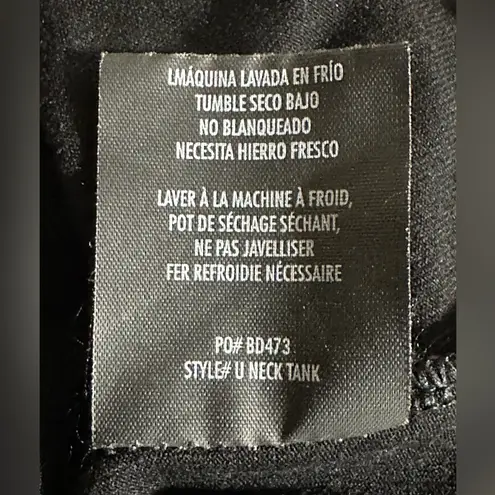 LMÁQUINA LAVADA EN FRÍO
TUMBLE SECO BAJO
NO BLANQUEADO
NECESITA HIERRO FRESCO
LAVER À LA MACHINE À FROID,
POT DE SÉCHAGE SÉCHANT,
NE PAS JAVELLISER
FER REFROIDIE NÉCESSAIRE
PO# BD473
STYLE# U NECK TANK